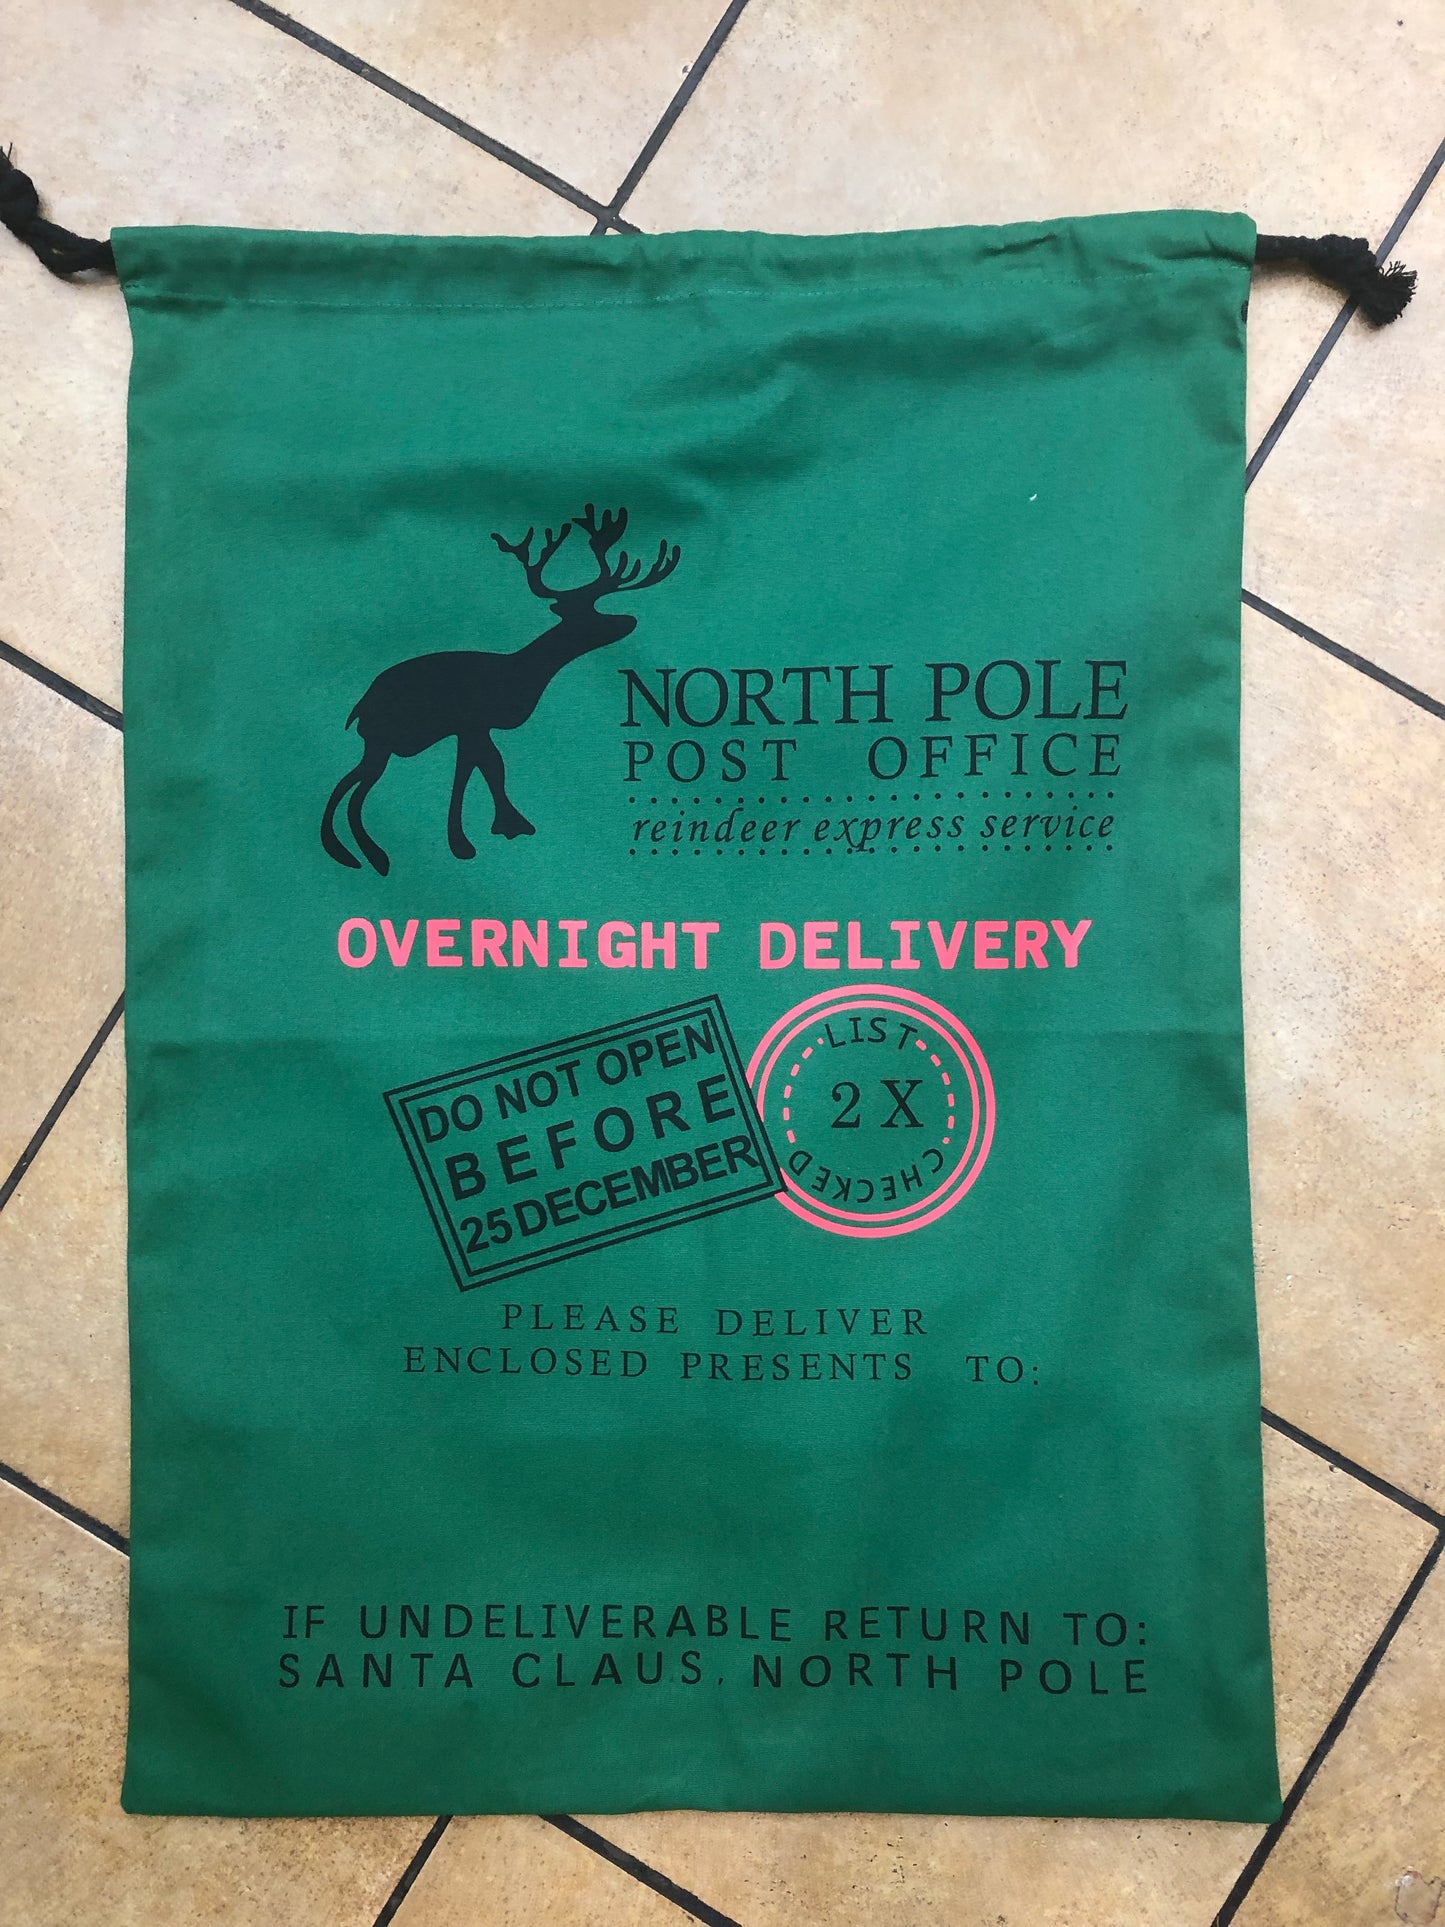 NORTH POLE
POST OFFICE
reindeer express service
OVERNIGHT DELIVERY
DO NOT OPEN
BEFORE
25 DECEMBER
LIST
2 X
CHECKED
PLEASE DELIVER
ENCLOSED PRESENTS TO:
IF UNDELIVERABLE RETURN TO:
SANTA CLAUS, NORTH POLE